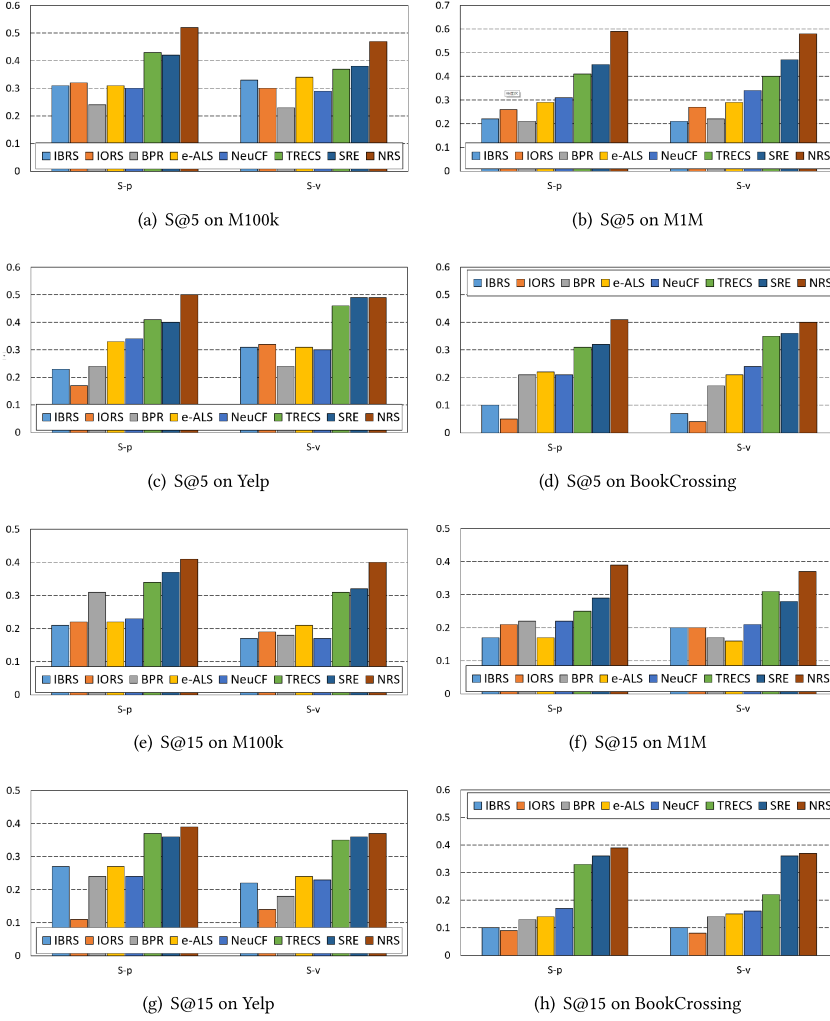 0.6
0.5
0.4
0.3
0.2
0.1
0
IBRS IORS BPR e-ALS NeuCF TRECS SRE NRS
S-p S-v
(a) S@5 on M100k
0.7
0.6
0.5
0.4
0.3
0.2
0.1
0
IBRS IORS BPR e-ALS NeuCF TRECS SRE NRS
S-p S-v
(b) S@5 on M1M
0.6
0.5
0.4
0.3
0.2
0.1
0
IBRS IORS BPR e-ALS NeuCF TRECS SRE NRS
S-p S-v
(c) S@5 on Yelp
0.6
IBRS IORS BPR e-ALS NeuCF TRECS SRE NRS
0.5
0.4
0.3
0.2
0.1
0
S-p S-v
(d) S@5 on BookCrossing
0.5
0.4
0.3
0.2
0.1
0
IBRS IORS BPR e-ALS NeuCF TRECS SRE NRS
S-p S-v
(e) S@15 on M100k
0.5
0.4
0.3
0.2
0.1
0
IBRS IORS BPR e-ALS NeuCF TRECS SRE NRS
S-p S-v
(f) S@15 on M1M
0.5
0.4
0.3
0.2
0.1
0
IBRS IORS BPR e-ALS NeuCF TRECS SRE NRS
S-p S-v
(g) S@15 on Yelp
0.6
IBRS IORS BPR e-ALS NeuCF TRECS SRE NRS
0.5
0.4
0.3
0.2
0.1
0
S-p S-v
(h) S@15 on BookCrossing